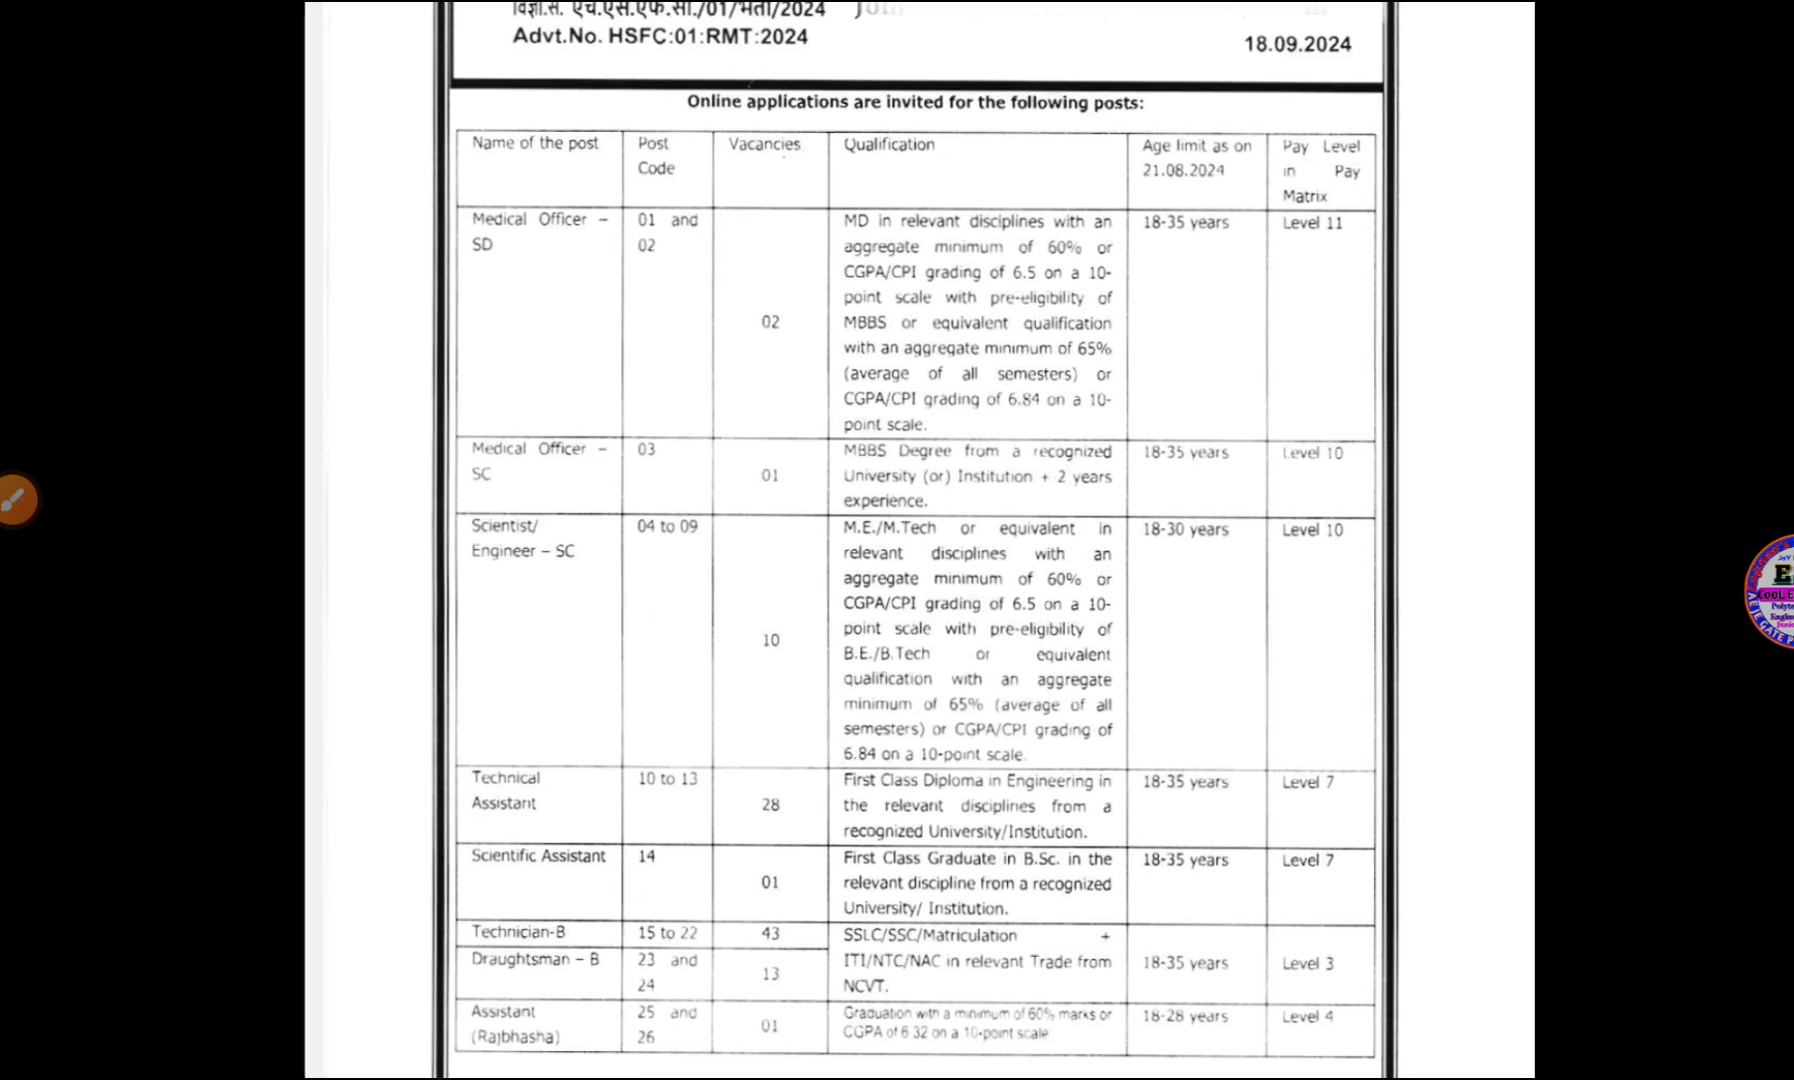 विज्ञा.सं. एच.एस.एफ.सी./01/भर्ती/2024
Join
Advt.No. HSFC:01:RMT:2024
18.09.2024
Online applications are invited for the following posts:
Name of the post
Post
Code
Vacancies
Qualification
Age limit as on
21.08.2024
Pay Level
in Pay
Matrix
Medical Officer –
SD
01 and
02
02
MD in relevant disciplines with an
aggregate minimum of 60% or
CGPA/CPI grading of 6.5 on a 10-
point scale with pre-eligibility of
MBBS or equivalent qualification
with an aggregate minimum of 65%
(average of all semesters) or
CGPA/CPI grading of 6.84 on a 10-
point scale.
18-35 years
Level 11
Medical Officer –
SC
03
01
MBBS Degree from a recognized
University (or) Institution + 2 years
experience.
18-35 years
Level 10
Scientist/
Engineer – SC
04 to 09
10
M.E./M.Tech or equivalent in
relevant disciplines with an
aggregate minimum of 60% or
CGPA/CPI grading of 6.5 on a 10-
point scale with pre-eligibility of
B.E./B.Tech or equivalent
qualification with an aggregate
minimum of 65% (average of all
semesters) or CGPA/CPI grading of
6.84 on a 10-point scale.
18-30 years
Level 10
Technical
Assistant
10 to 13
28
First Class Diploma in Engineering in
the relevant disciplines from a
recognized University/Institution.
18-35 years
Level 7
Scientific Assistant
14
01
First Class Graduate in B.Sc. in the
relevant discipline from a recognized
University/ Institution.
18-35 years
Level 7
Technician-B
15 to 22
43
Draughtsman – B
23 and
24
13
SSLC/SSC/Matriculation +
ITI/NTC/NAC in relevant Trade from
NCVT.
18-35 years
Level 3
Assistant
(Rajbhasha)
25 and
26
01
Graduation with a minimum of 60% marks or
CGPA of 6.32 on a 10-point scale
18-28 years
Level 4